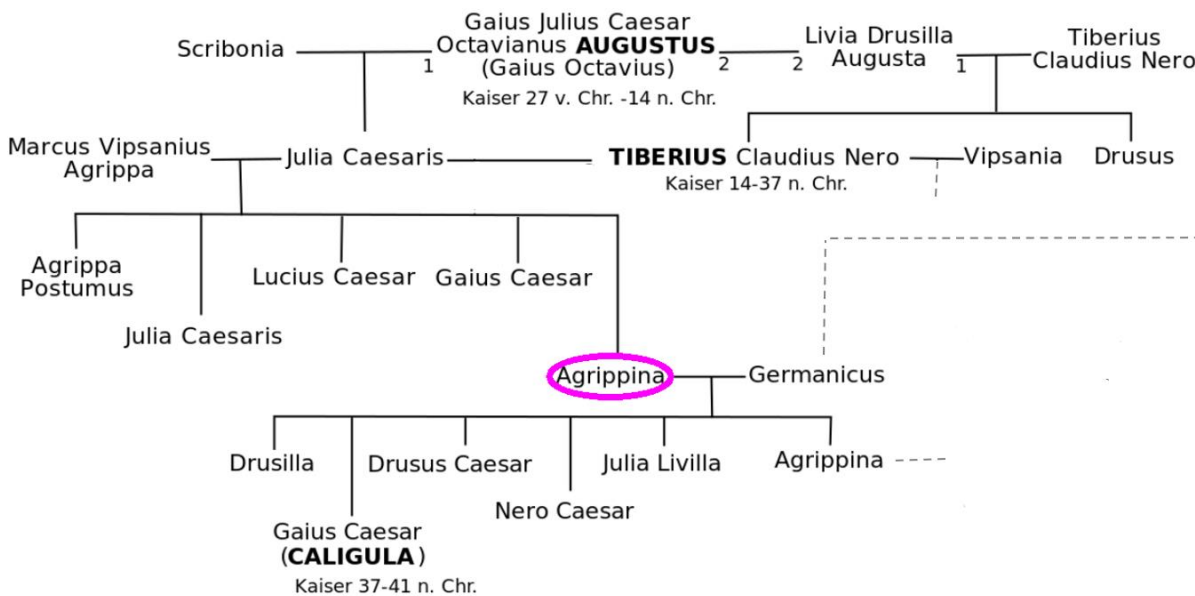 Scribonia
Gaius Julius Caesar
Octavianus AUGUSTUS
(Gaius Octavius)
Kaiser 27 v. Chr. -14 n. Chr.
Livia Drusilla
Augusta
Tiberius
Claudius Nero
1
2
2
1
Marcus Vipsanius
Agrippa
Julia Caesaris
TIBERIUS Claudius Nero
Kaiser 14-37 n. Chr.
Vipsania
Drusus
Agrippa
Postumus
Julia Caesaris
Lucius Caesar
Gaius Caesar
Agrippina
Germanicus
Drusilla
Gaius Caesar
(CALIGULA)
Kaiser 37-41 n. Chr.
Drusus Caesar
Nero Caesar
Julia Livilla
Agrippina